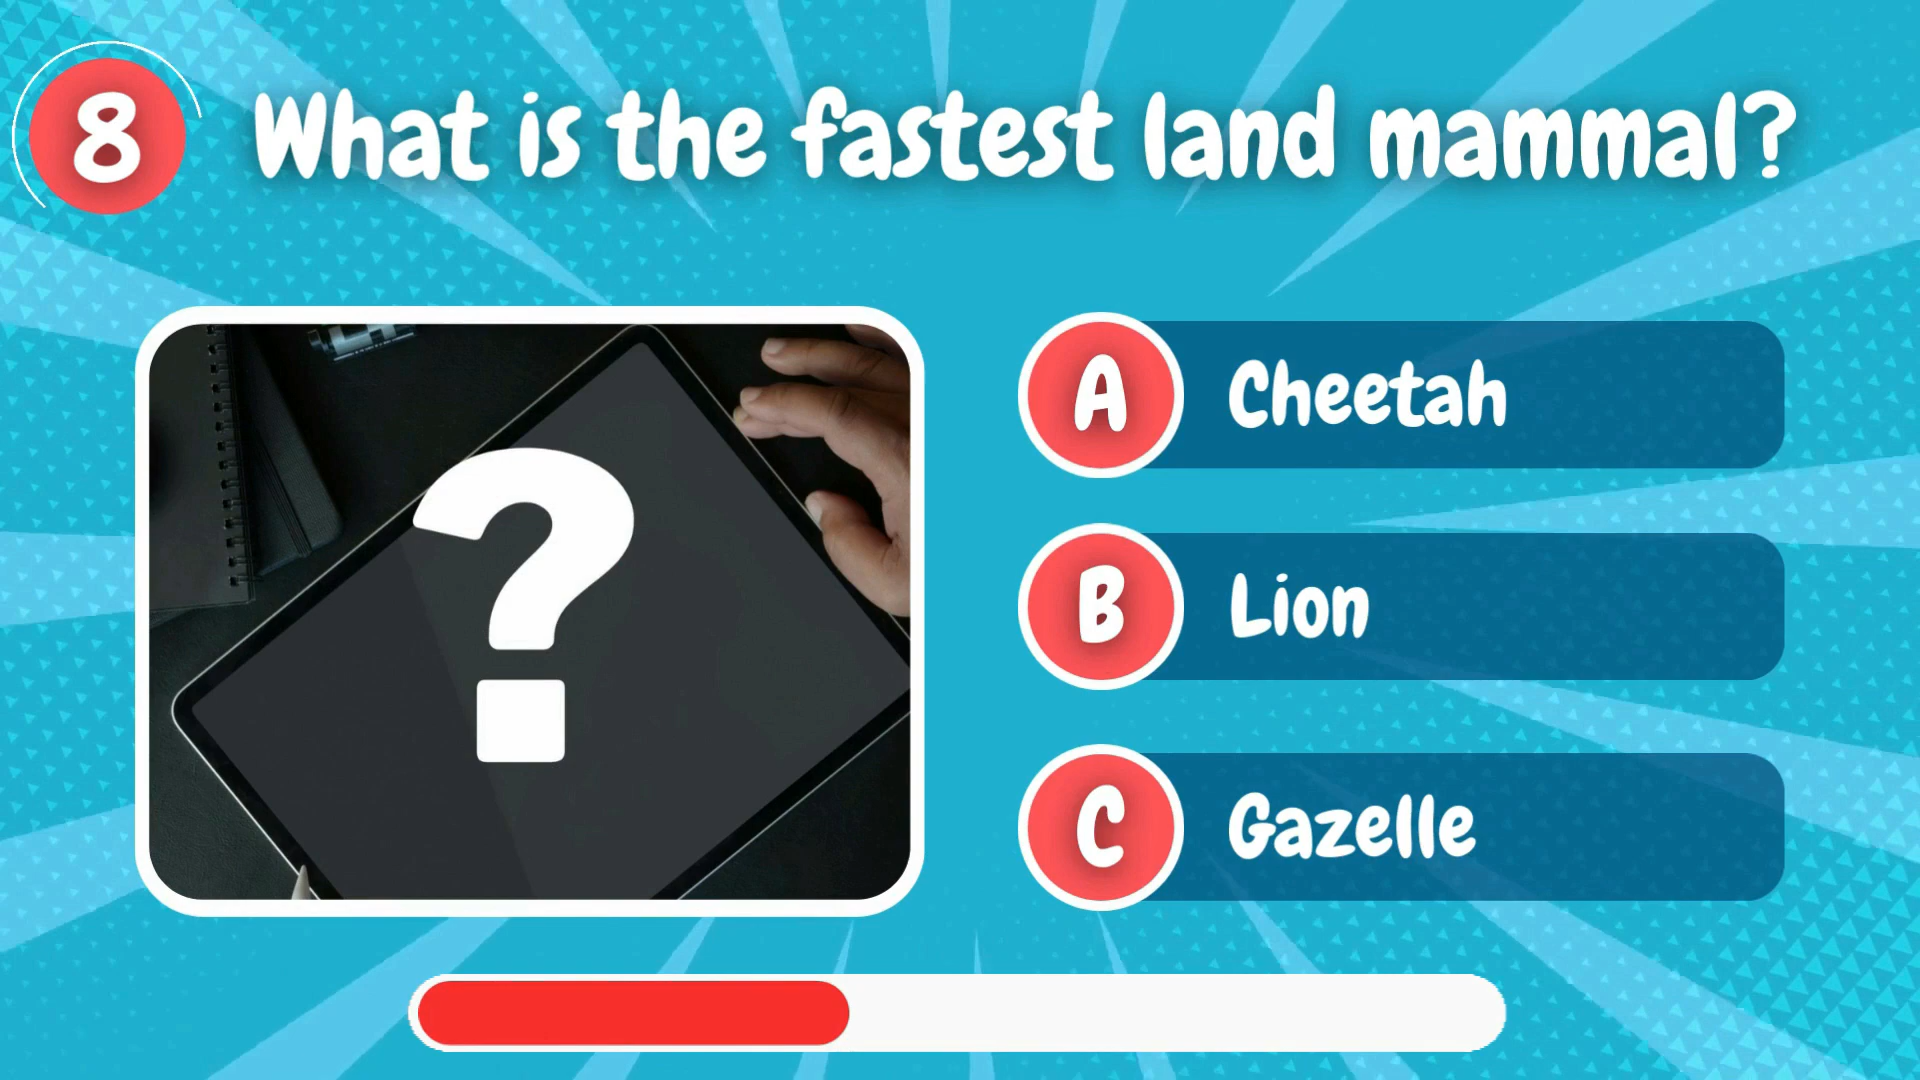 8
What is the fastest land mammal?
?
A
Cheetah
B
Lion
C
Gazelle